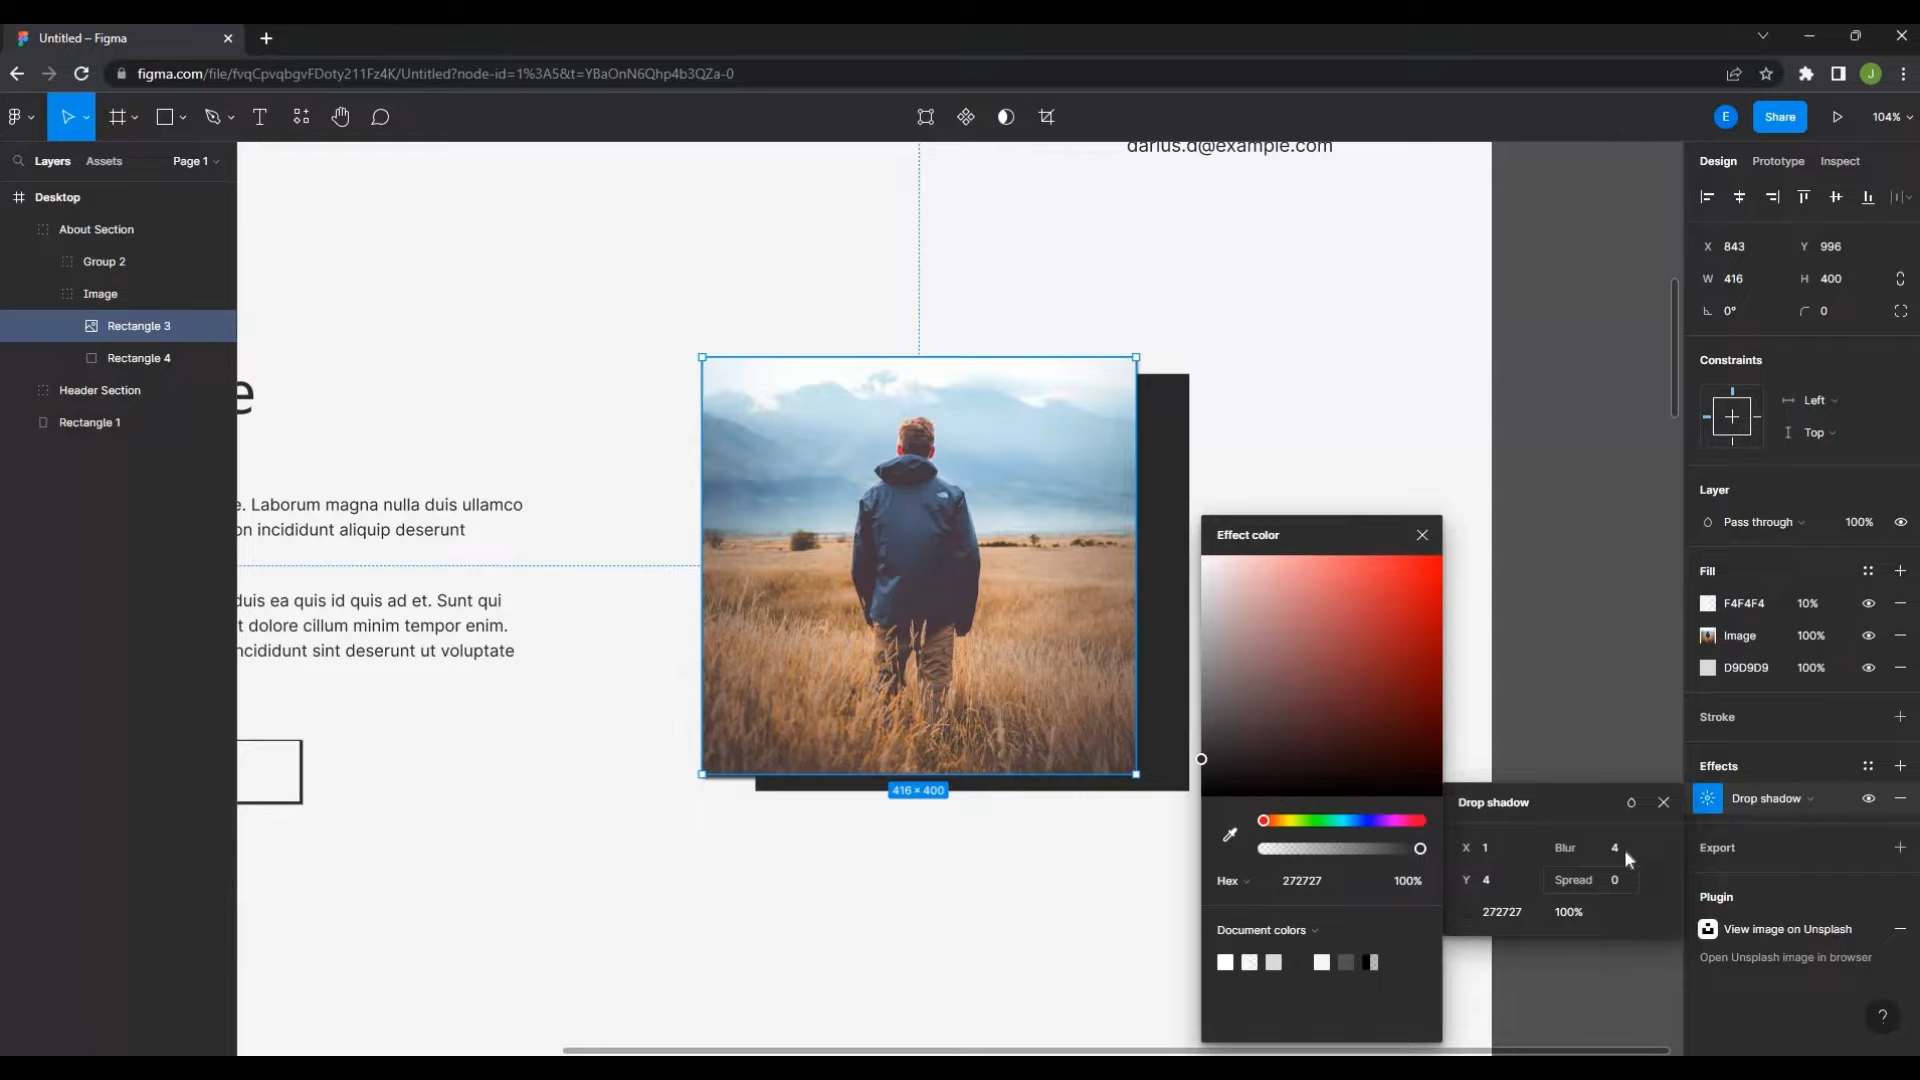 Untitled – Figma
figma.com/file/fvqCpvqbgvFDoty211Fz4K/Untitled?node-id=1%3A5&t=YBaOnN6Qhp4b3QZa-0
J
E
Share
104%
Layers
Assets
Page 1
Desktop
About Section
Group 2
Image
Rectangle 3
Rectangle 4
Header Section
Rectangle 1
darius.d@example.com
e
e. Laborum magna nulla duis ullamco
on incididunt aliquip deserunt
duis ea quis id quis ad et. Sunt qui
t dolore cillum minim tempor enim.
ncididunt sint deserunt ut voluptate
416 × 400
Effect color
Hex
272727
100%
Document colors
Drop shadow
X 1
Blur 4
Y 4
Spread 0
272727
100%
Design
Prototype
Inspect
X 843
Y 996
W 416
H 400
0°
0
Constraints
Left
Top
Layer
Pass through
100%
Fill
F4F4F4
10%
Image
100%
D9D9D9
100%
Stroke
Effects
Drop shadow
Export
Plugin
View image on Unsplash
Open Unsplash image in browser
?